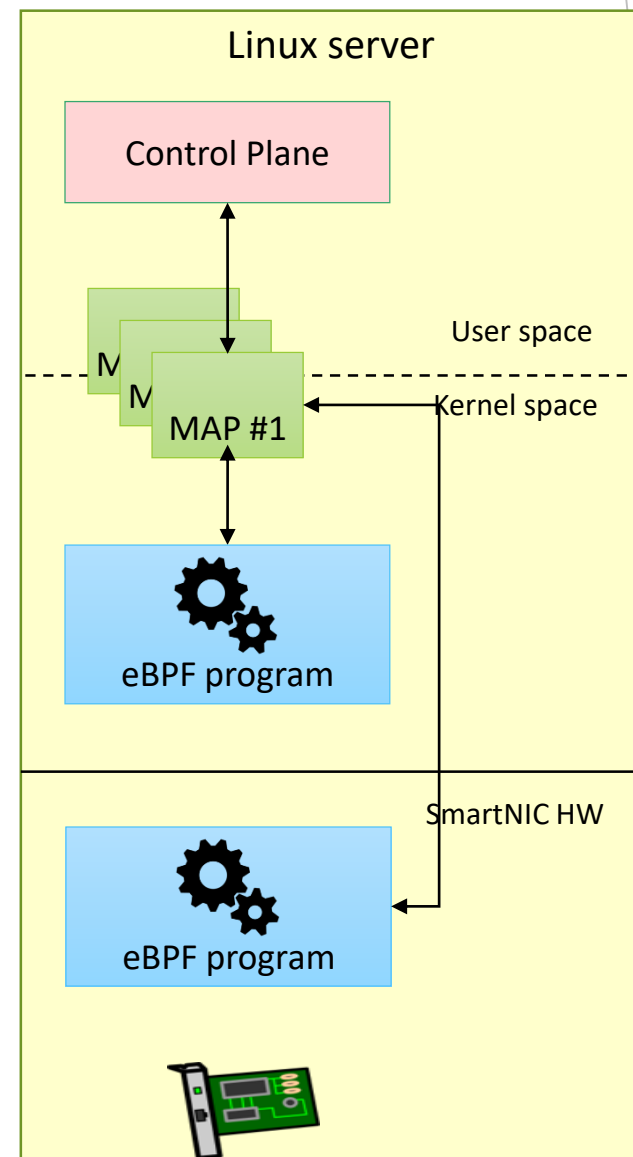 Linux server
Control Plane
User space
M
M
Kernel space
MAP #1
eBPF program
SmartNIC HW
eBPF program